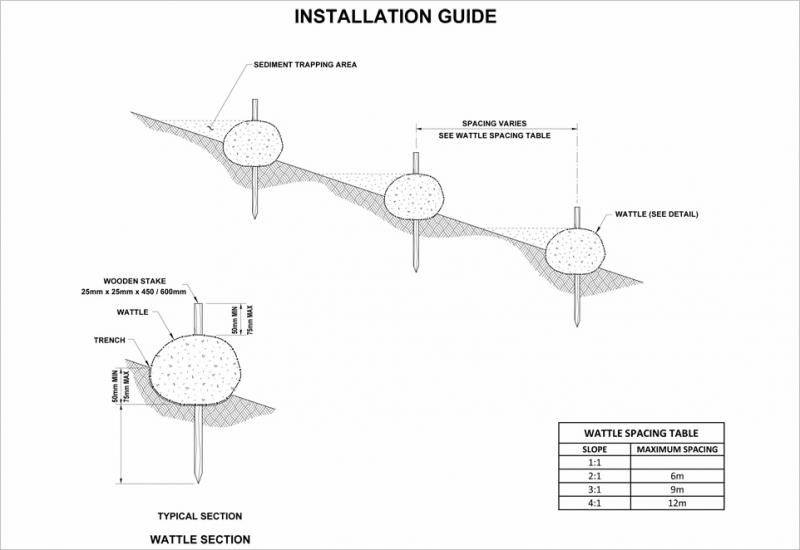 INSTALLATION GUIDE
SEDIMENT TRAPPING AREA
SPACING VARIES
SEE WATTLE SPACING TABLE
WATTLE (SEE DETAIL)
WOODEN STAKE
25mm x 25mm x 450 / 600mm
WATTLE
50mm MIN
75mm MAX
TRENCH
50mm MIN
75mm MAX
WATTLE SPACING TABLE
SLOPE MAXIMUM SPACING
1:1
2:1 6m
3:1 9m
4:1 12m
TYPICAL SECTION
WATTLE SECTION